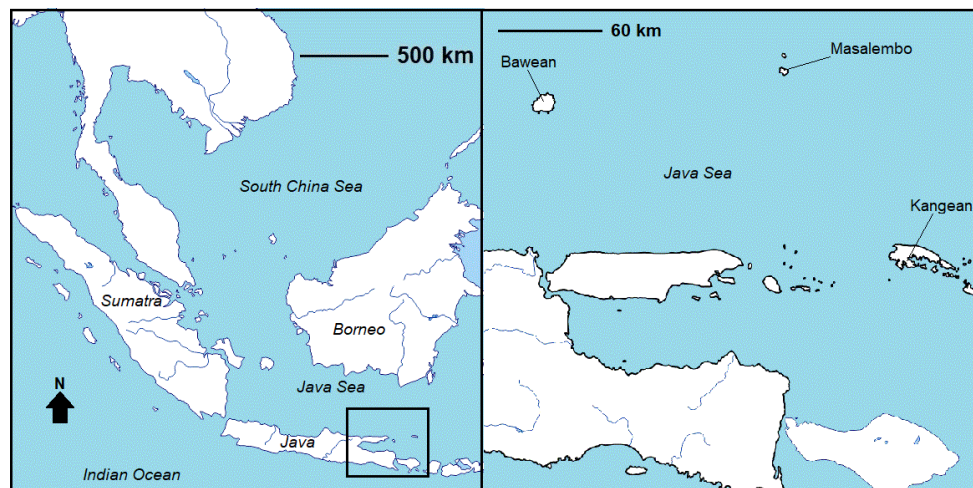 500 km
South China Sea
Sumatra
Borneo
Java Sea
N
Java
Indian Ocean
60 km
Masalembo
Bawean
Java Sea
Kangean